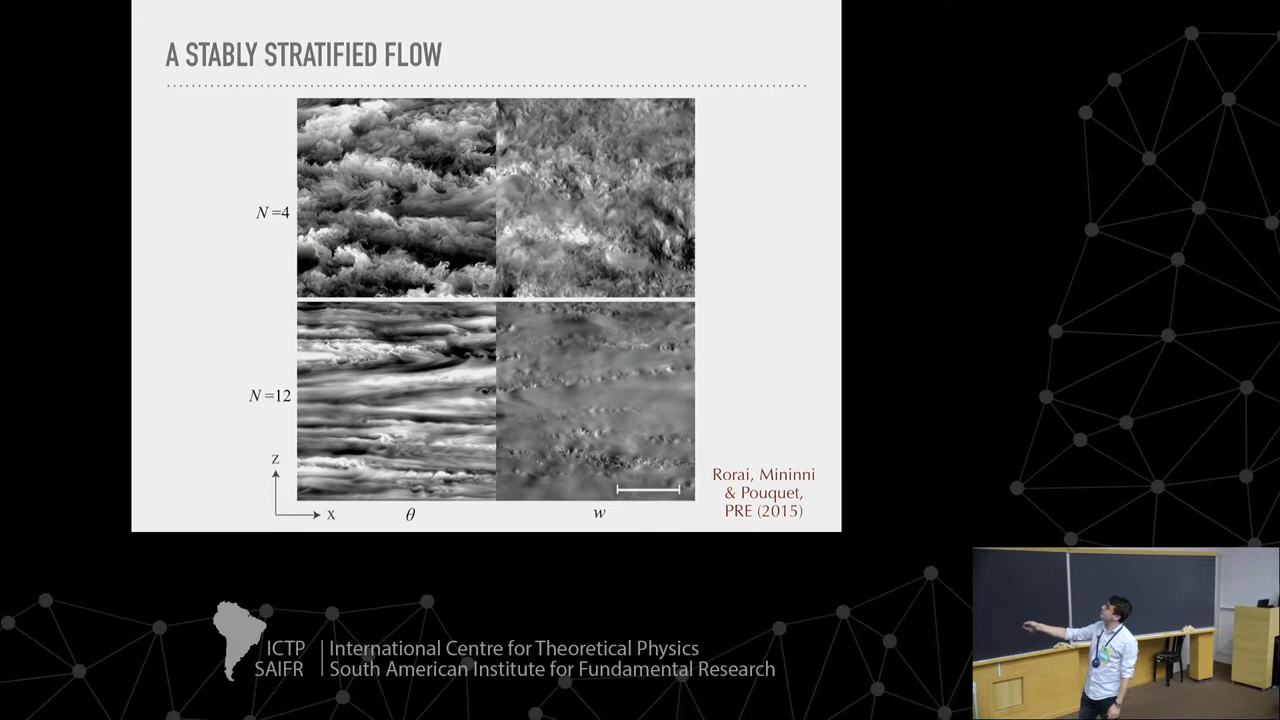 A STABLY STRATIFIED FLOW
N=4
N=12
z
x
θ
w
Rorai, Mininni
& Pouquet,
PRE (2015)
ICTP
SAIFR
International Centre for Theoretical Physics
South American Institute for Fundamental Research